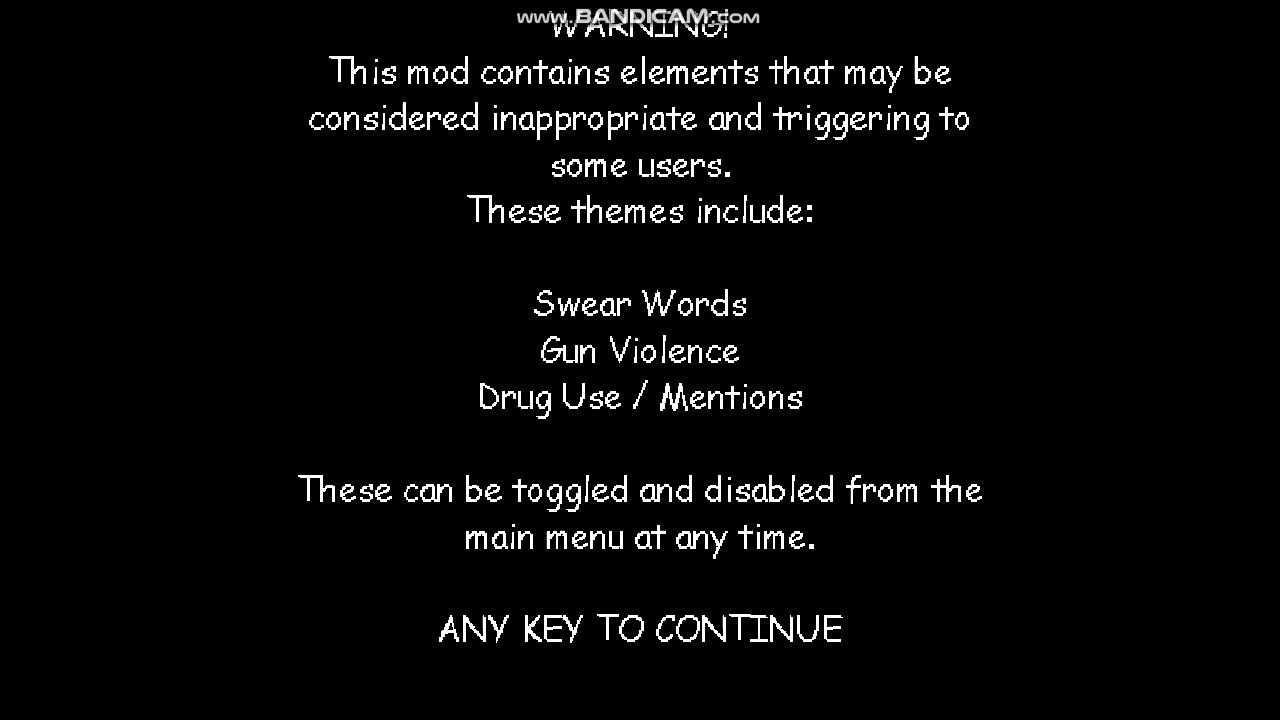 www.BANDICAM.com
WARNING!
This mod contains elements that may be
considered inappropriate and triggering to
some users.
These themes include:
Swear Words
Gun Violence
Drug Use / Mentions
These can be toggled and disabled from the
main menu at any time.
ANY KEY TO CONTINUE